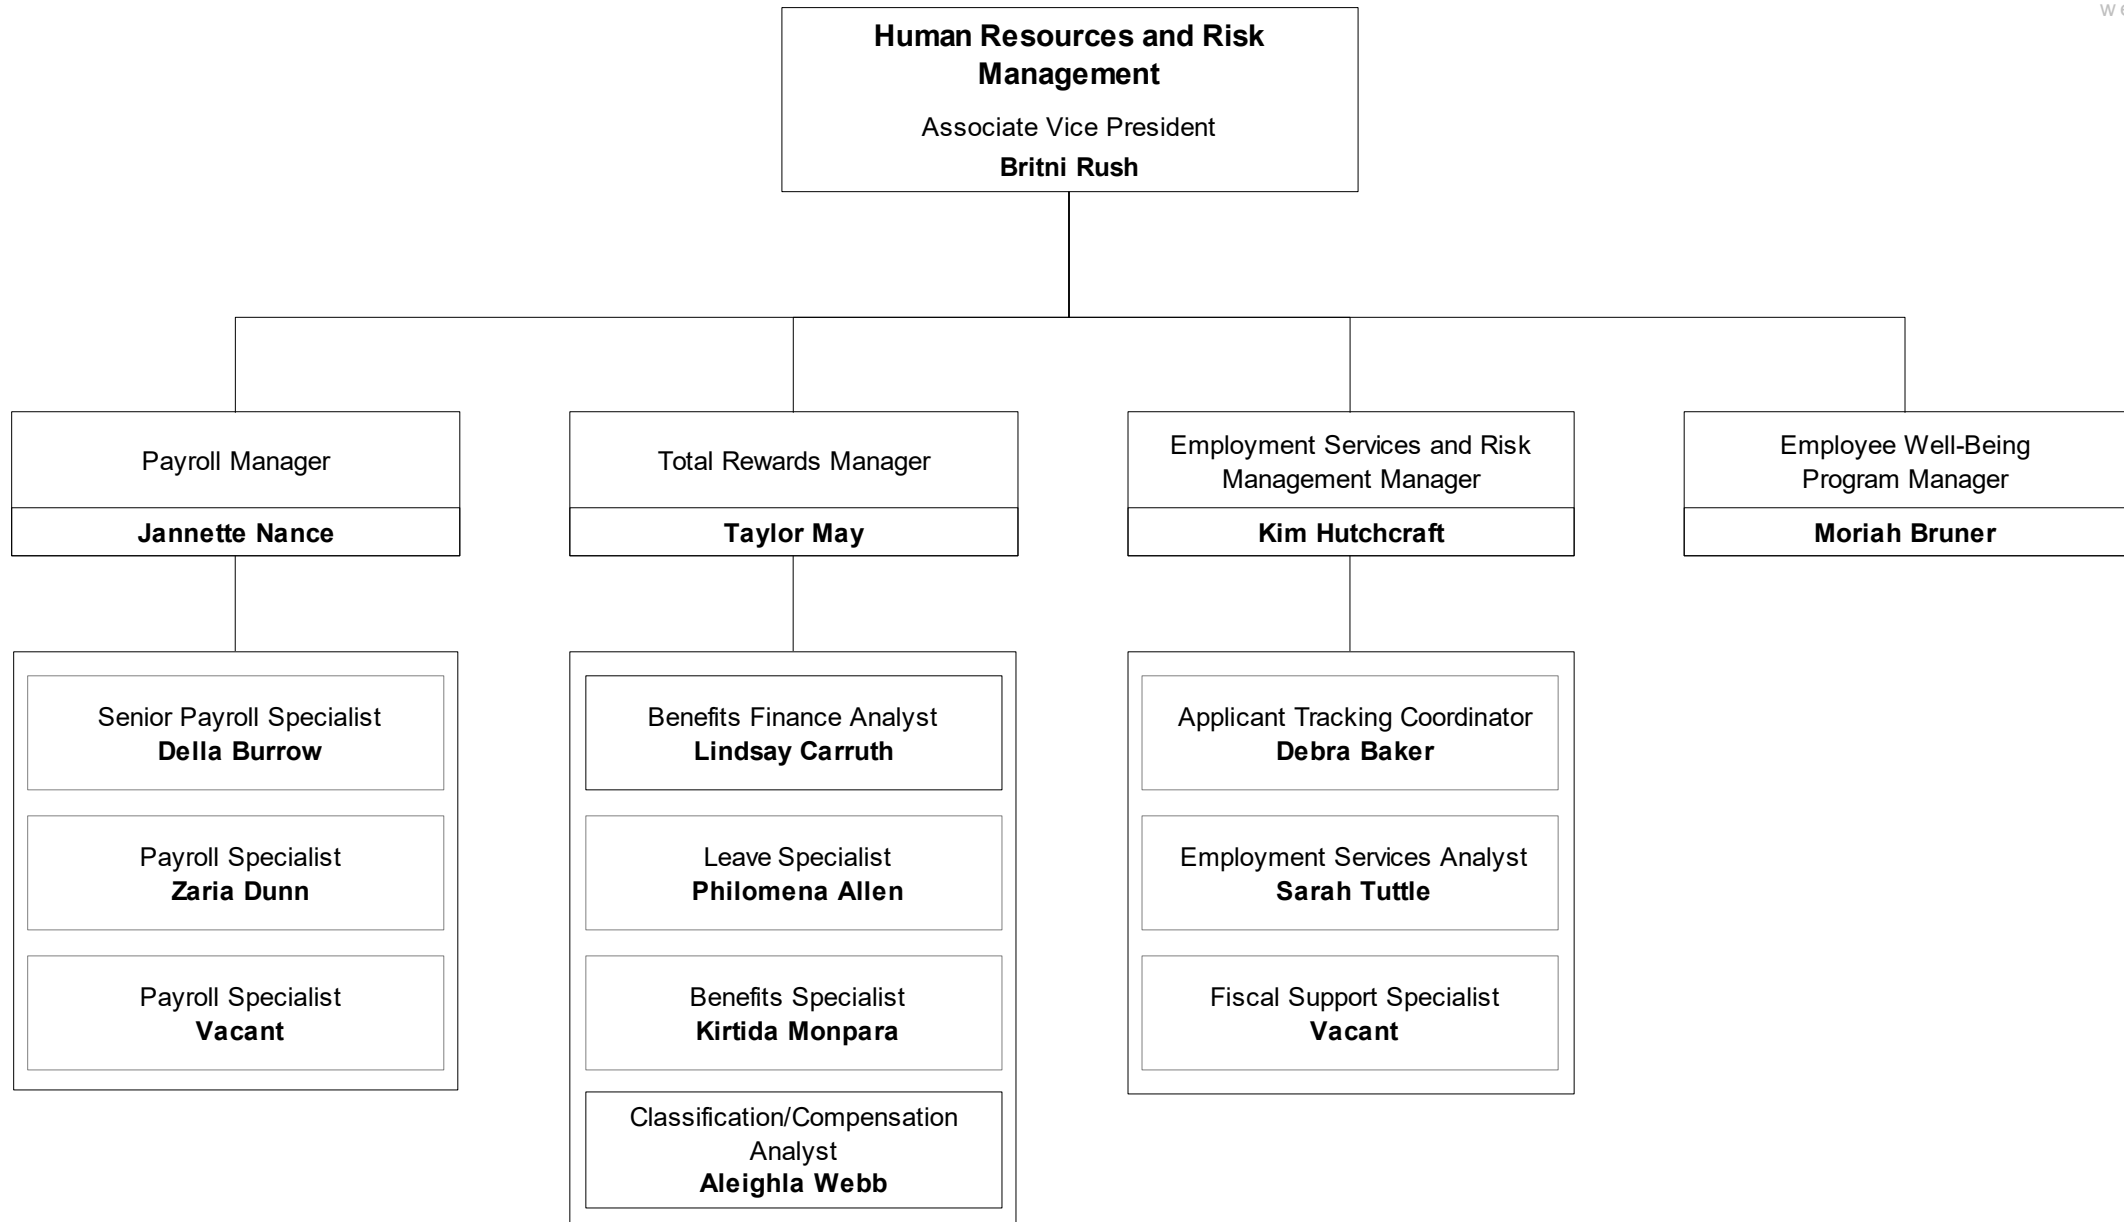 Human Resources and Risk
Management
Associate Vice President
Britni Rush
Payroll Manager
Jannette Nance
Total Rewards Manager
Taylor May
Employment Services and Risk
Management Manager
Kim Hutchcraft
Employee Well-Being
Program Manager
Moriah Bruner
Senior Payroll Specialist
Della Burrow
Payroll Specialist
Zaria Dunn
Payroll Specialist
Vacant
Benefits Finance Analyst
Lindsay Carruth
Leave Specialist
Philomena Allen
Benefits Specialist
Kirtida Monpara
Classification/Compensation
Analyst
Aleighla Webb
Applicant Tracking Coordinator
Debra Baker
Employment Services Analyst
Sarah Tuttle
Fiscal Support Specialist
Vacant